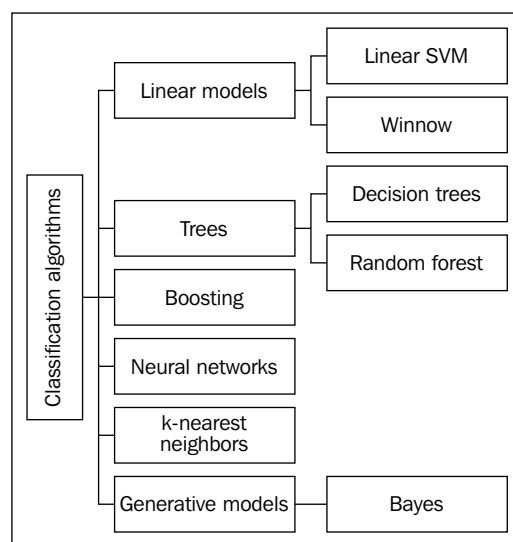 Classification algorithms
Linear models
Linear SVM
Winnow
Trees
Decision trees
Random forest
Boosting
Neural networks
k-nearest
neighbors
Generative models
Bayes